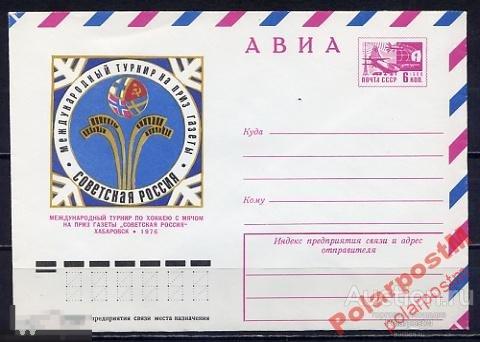 АВИА
МЕЖДУНАРОДНЫЙ ТУРНИР НА ПРИЗ ГАЗЕТЫ
СОВЕТСКАЯ РОССИЯ
ПОЧТА СССР
6 КОП.
МЕЖДУНАРОДНЫЙ ТУРНИР ПО ХОККЕЮ С МЯЧОМ
НА ПРИЗ ГАЗЕТЫ „СОВЕТСКАЯ РОССИЯ"
ХАБАРОВСК • 1976
Куда
Кому
Индекс предприятия связи и адрес
отправителя
предприятия связи места назначения
Polarpost
polarpost